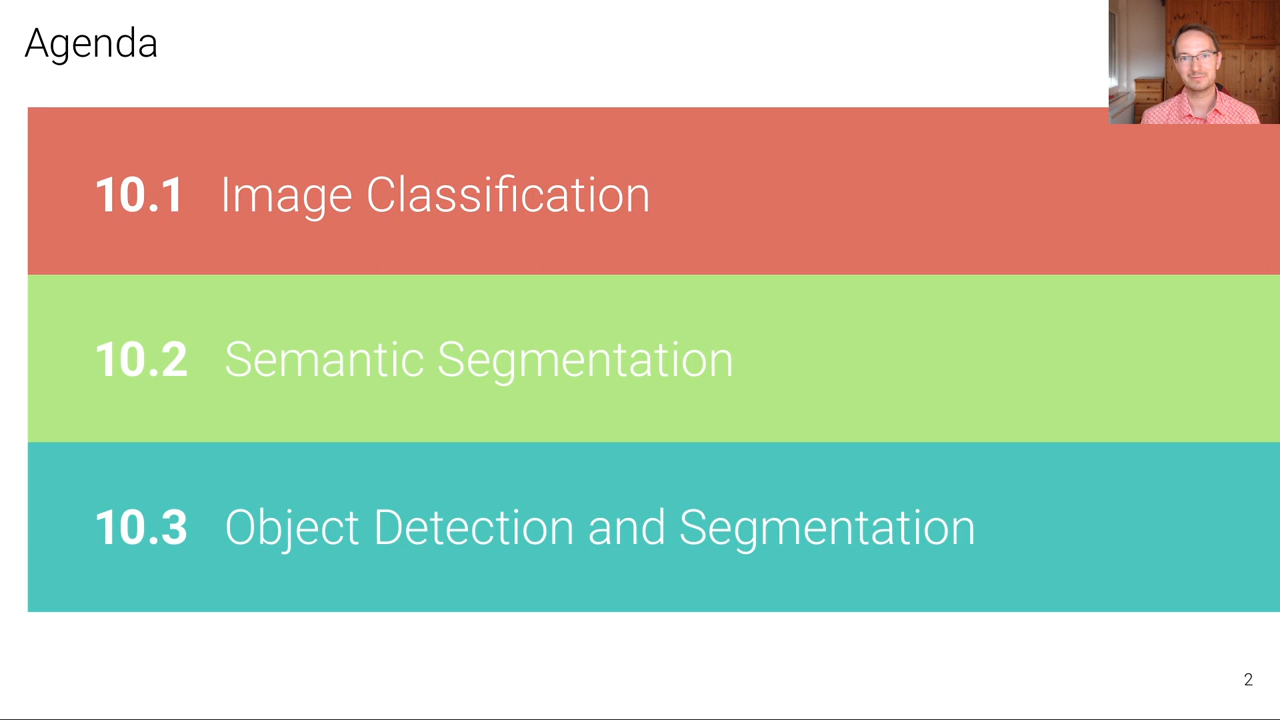 Agenda
10.1 Image Classification
10.2 Semantic Segmentation
10.3 Object Detection and Segmentation
2